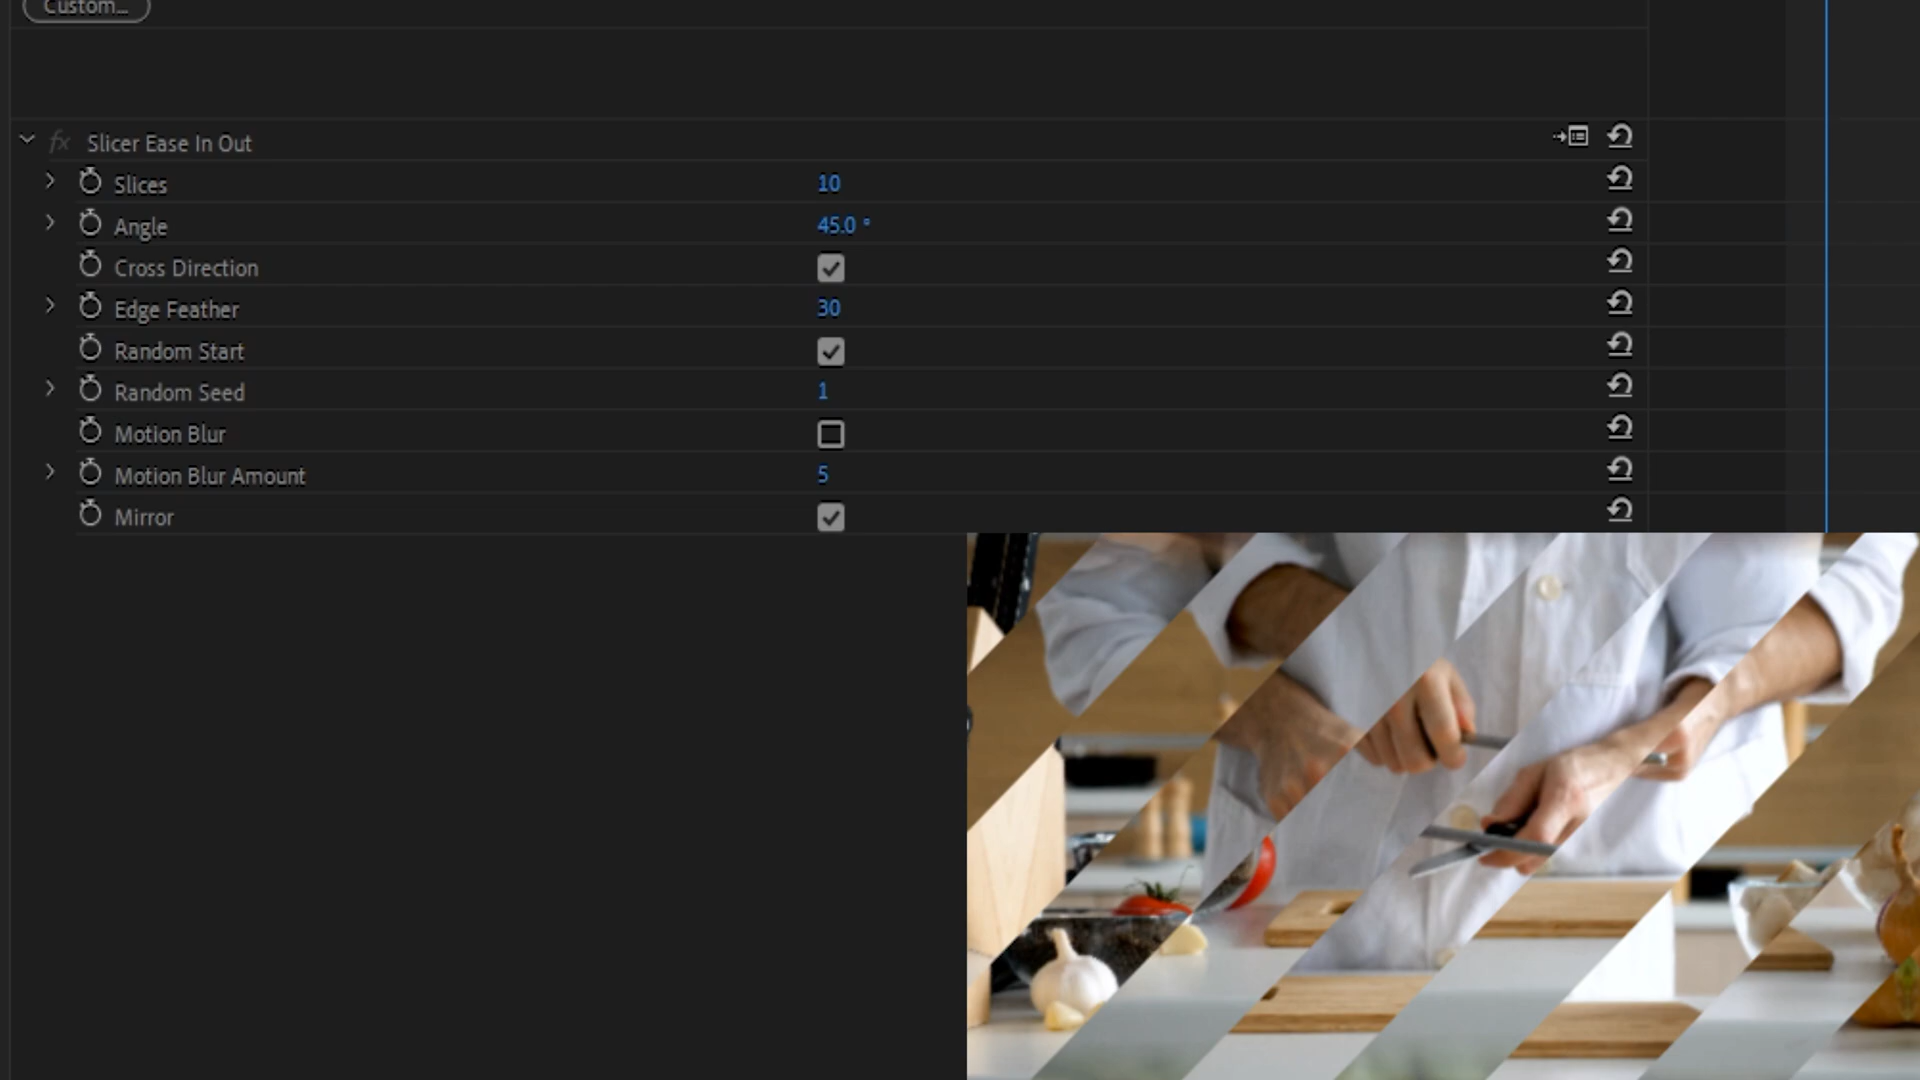 Custom...
fx Slicer Ease In Out
Slices 10
Angle 45.0 °
Cross Direction
Edge Feather 30
Random Start
Random Seed 1
Motion Blur
Motion Blur Amount 5
Mirror